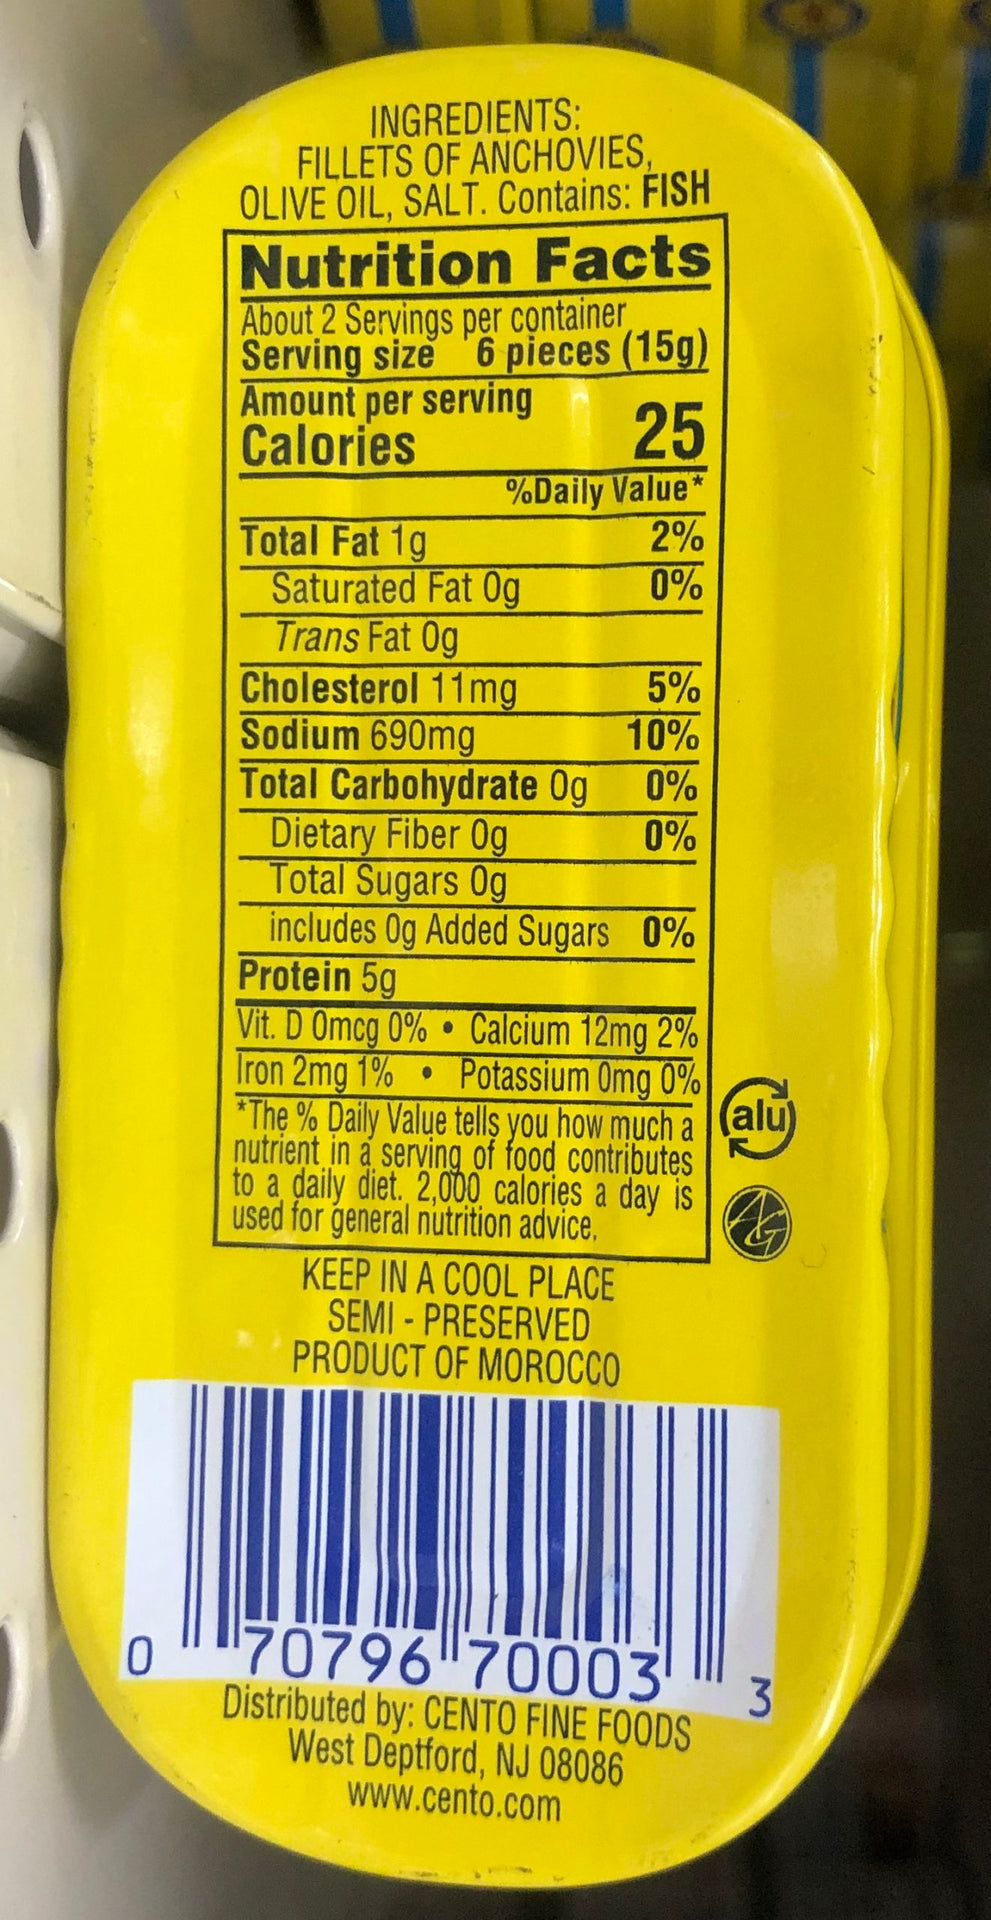 INGREDIENTS:
FILLETS OF ANCHOVIES,
OLIVE OIL, SALT. Contains: FISH
Nutrition Facts
About 2 Servings per container
Serving size 6 pieces (15g)
Amount per serving
Calories 25
%Daily Value*
Total Fat 1g 2%
Saturated Fat 0g 0%
Trans Fat 0g
Cholesterol 11mg 5%
Sodium 690mg 10%
Total Carbohydrate 0g 0%
Dietary Fiber 0g 0%
Total Sugars 0g
includes 0g Added Sugars 0%
Protein 5g
Vit. D 0mcg 0% • Calcium 12mg 2%
Iron 2mg 1% • Potassium 0mg 0%
*The % Daily Value tells you how much a
nutrient in a serving of food contributes
to a daily diet. 2,000 calories a day is
used for general nutrition advice.
alu
AG
KEEP IN A COOL PLACE
SEMI - PRESERVED
PRODUCT OF MOROCCO
0 70796 70003 3
Distributed by: CENTO FINE FOODS
West Deptford, NJ 08086
www.cento.com